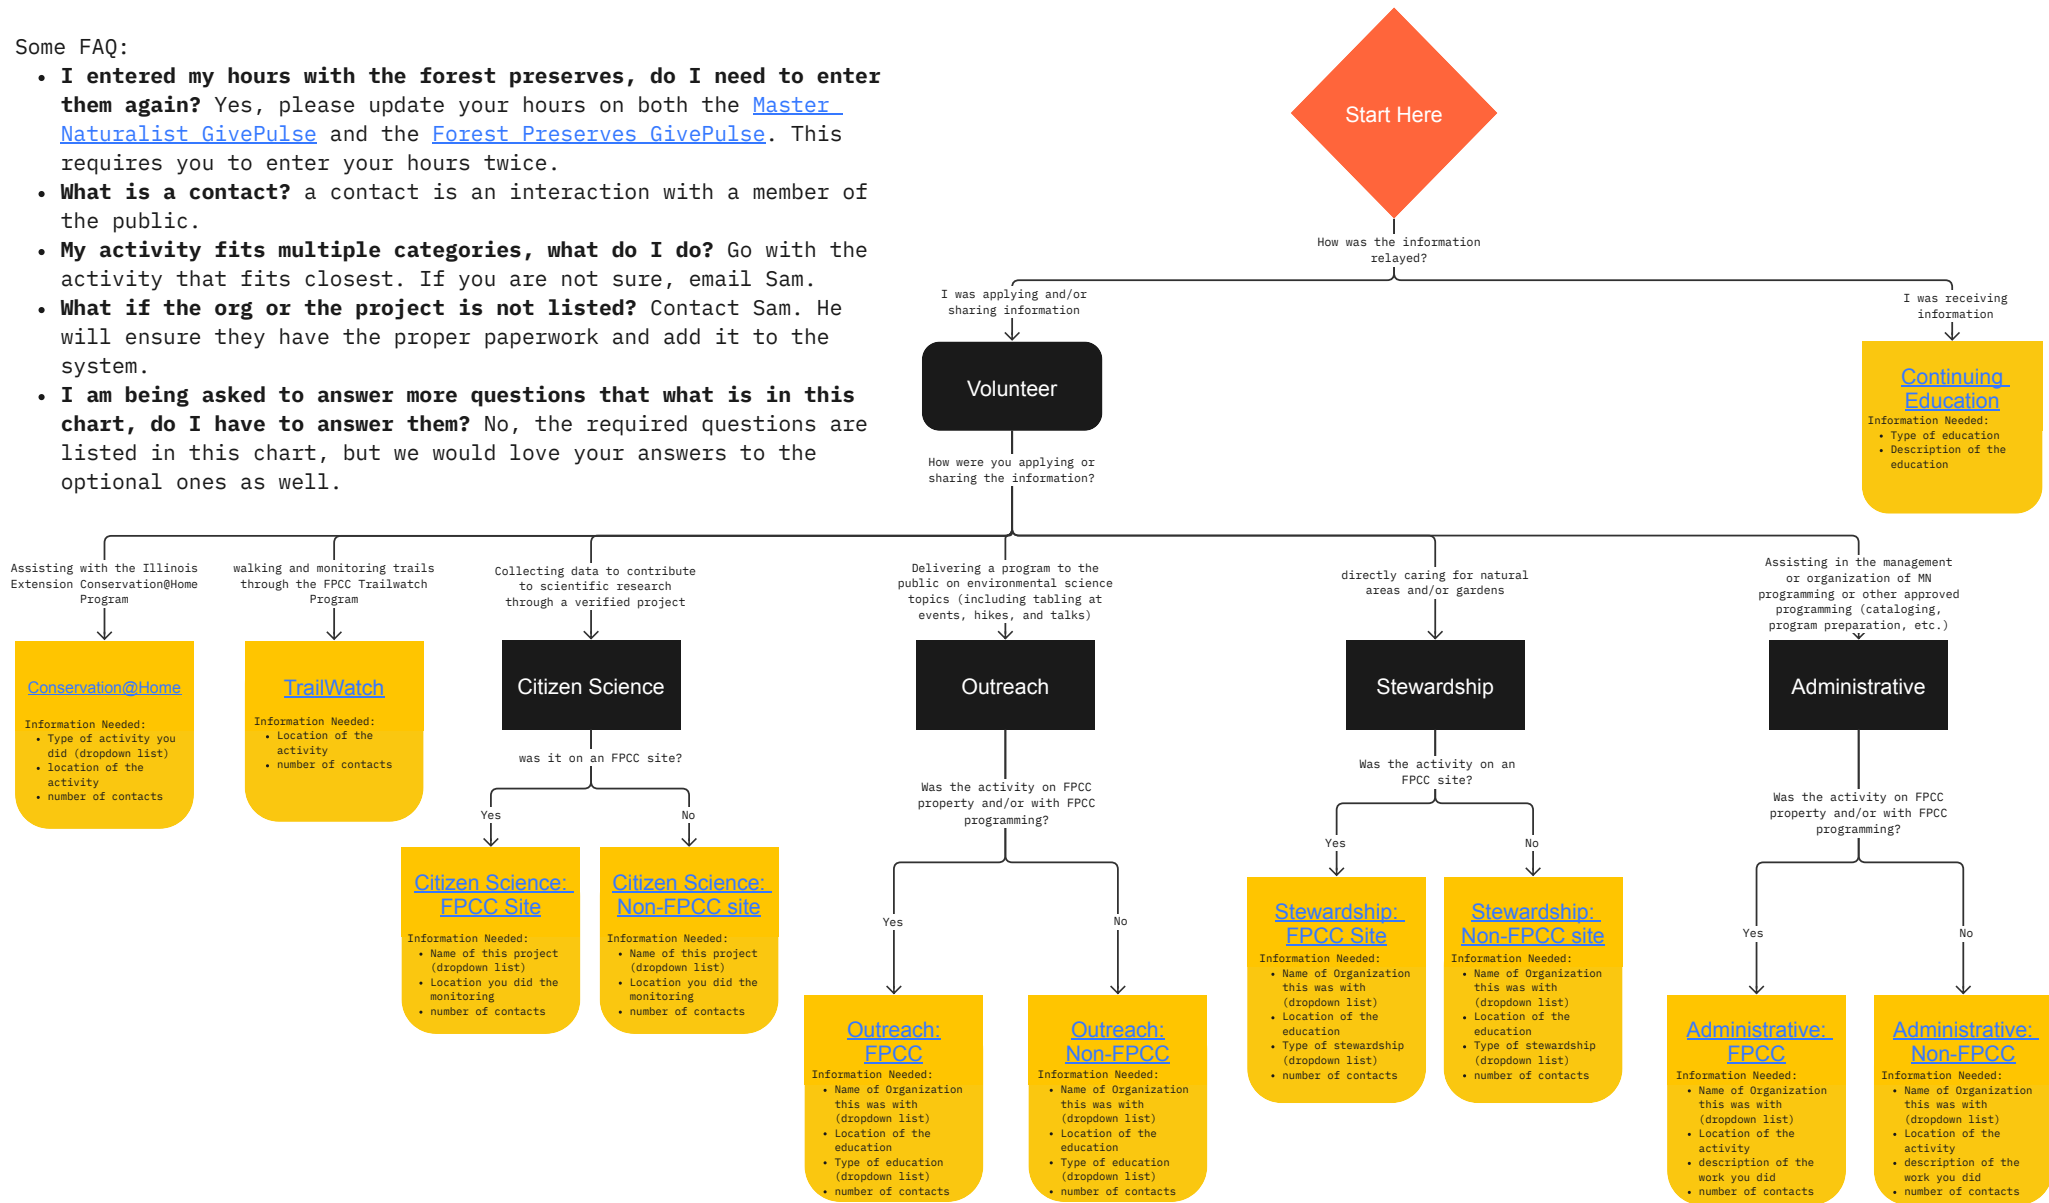 Some FAQ:
• I entered my hours with the forest preserves, do I need to enter
them again? Yes, please update your hours on both the Master
Naturalist GivePulse and the Forest Preserves GivePulse. This
requires you to enter your hours twice.
• What is a contact? a contact is an interaction with a member of
the public.
• My activity fits multiple categories, what do I do? Go with the
activity that fits closest. If you are not sure, email Sam.
• What if the org or the project is not listed? Contact Sam. He
will ensure they have the proper paperwork and add it to the
system.
• I am being asked to answer more questions that what is in this
chart, do I have to answer them? No, the required questions are
listed in this chart, but we would love your answers to the
optional ones as well.
Start Here
How was the information
relayed?
I was applying and/or
sharing information
I was receiving
information
Volunteer
Continuing
Education
Information Needed:
• Type of education
• Description of the
education
How were you applying or
sharing the information?
Assisting with the Illinois
Extension Conservation@Home
Program
walking and monitoring trails
through the FPCC Trailwatch
Program
Collecting data to contribute
to scientific research
through a verified project
Delivering a program to the
public on environmental science
topics (including tabling at
events, hikes, and talks)
directly caring for natural
areas and/or gardens
Assisting in the management
or organization of MN
programming or other approved
programming (cataloging,
program preparation, etc.)
Conservation@Home
Information Needed:
• Type of activity you
did (dropdown list)
• location of the
activity
• number of contacts
TrailWatch
Information Needed:
• Location of the
activity
• number of contacts
Citizen Science
was it on an FPCC site?
Yes
No
Citizen Science:
FPCC Site
Information Needed:
• Name of this project
(dropdown list)
• Location you did the
monitoring
• number of contacts
Citizen Science:
Non-FPCC site
Information Needed:
• Name of this project
(dropdown list)
• Location you did the
monitoring
• number of contacts
Outreach
Was the activity on FPCC
property and/or with FPCC
programming?
Yes
No
Outreach:
FPCC
Information Needed:
• Name of Organization
this was with
(dropdown list)
• Location of the
education
• Type of education
(dropdown list)
• number of contacts
Outreach:
Non-FPCC
Information Needed:
• Name of Organization
this was with
(dropdown list)
• Location of the
education
• Type of education
(dropdown list)
• number of contacts
Stewardship
Was the activity on an
FPCC site?
Yes
No
Stewardship:
FPCC Site
Information Needed:
• Name of Organization
this was with
(dropdown list)
• Location of the
education
• Type of stewardship
(dropdown list)
• number of contacts
Stewardship:
Non-FPCC site
Information Needed:
• Name of Organization
this was with
(dropdown list)
• Location of the
education
• Type of stewardship
(dropdown list)
• number of contacts
Administrative
Was the activity on FPCC
property and/or with FPCC
programming?
Yes
No
Administrative:
FPCC
Information Needed:
• Name of Organization
this was with
(dropdown list)
• Location of the
activity
• description of the
work you did
• number of contacts
Administrative:
Non-FPCC
Information Needed:
• Name of Organization
this was with
(dropdown list)
• Location of the
activity
• description of the
work you did
• number of contacts